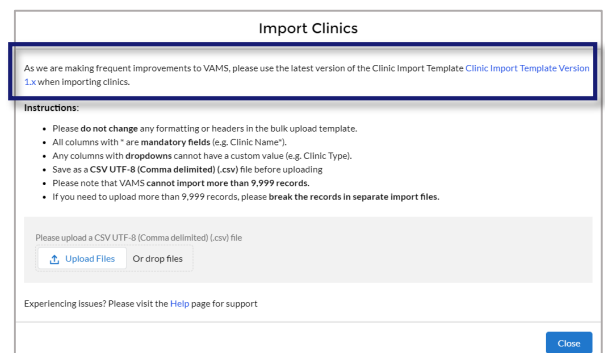 Import Clinics
As we are making frequent improvements to VAMS, please use the latest version of the Clinic Import Template Clinic Import Template Version
1.x when importing clinics.
Instructions:
• Please do not change any formatting or headers in the bulk upload template.
• All columns with * are mandatory fields (e.g. Clinic Name*).
• Any columns with dropdowns cannot have a custom value (e.g. Clinic Type).
• Save as a CSV UTF-8 (Comma delimited) (.csv) file before uploading
• Please note that VAMS cannot import more than 9,999 records.
• If you need to upload more than 9,999 records, please break the records in separate import files.
Please upload a CSV UTF-8 (Comma delimited) (.csv) file
Upload Files Or drop files
Experiencing issues? Please visit the Help page for support
Close